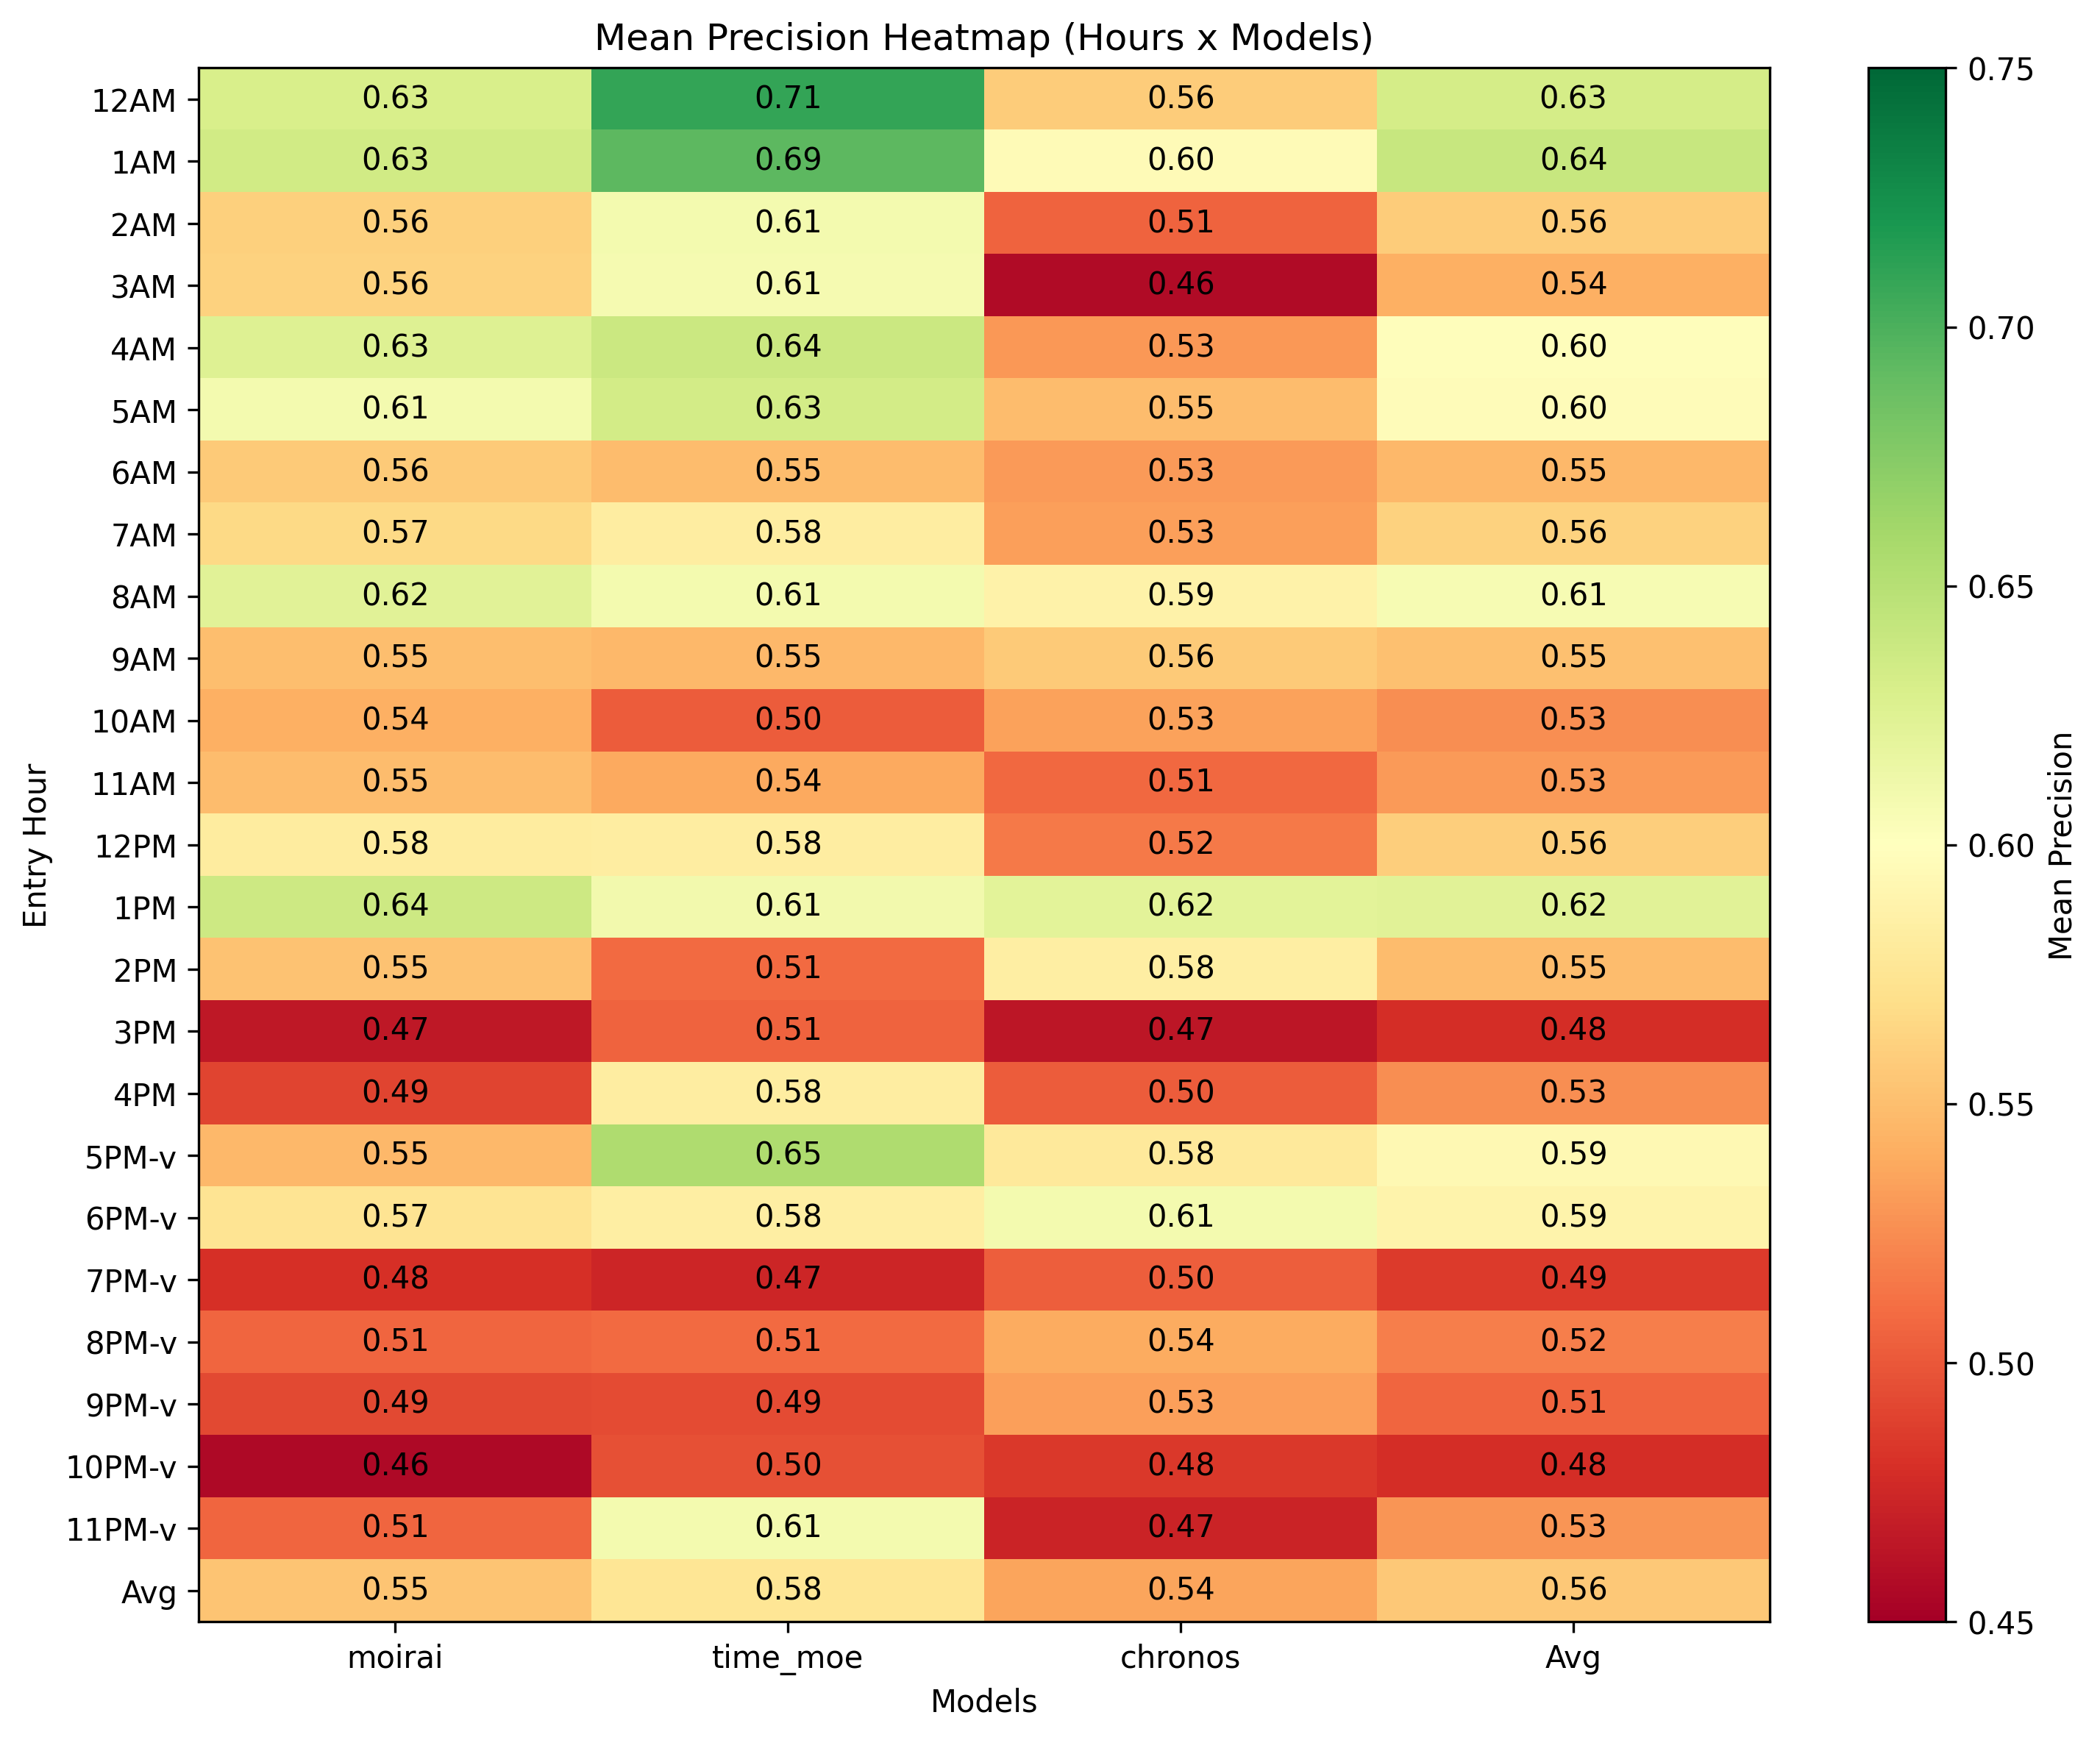 Mean Precision Heatmap (Hours x Models)
12AM 0.63 0.71 0.56 0.63
1AM 0.63 0.69 0.60 0.64
2AM 0.56 0.61 0.51 0.56
3AM 0.56 0.61 0.46 0.54
4AM 0.63 0.64 0.53 0.60
5AM 0.61 0.63 0.55 0.60
6AM 0.56 0.55 0.53 0.55
7AM 0.57 0.58 0.53 0.56
8AM 0.62 0.61 0.59 0.61
9AM 0.55 0.55 0.56 0.55
10AM 0.54 0.50 0.53 0.53
11AM 0.55 0.54 0.51 0.53
12PM 0.58 0.58 0.52 0.56
1PM 0.64 0.61 0.62 0.62
2PM 0.55 0.51 0.58 0.55
3PM 0.47 0.51 0.47 0.48
4PM 0.49 0.58 0.50 0.53
5PM-v 0.55 0.65 0.58 0.59
6PM-v 0.57 0.58 0.61 0.59
7PM-v 0.48 0.47 0.50 0.49
8PM-v 0.51 0.51 0.54 0.52
9PM-v 0.49 0.49 0.53 0.51
10PM-v 0.46 0.50 0.48 0.48
11PM-v 0.51 0.61 0.47 0.53
Avg 0.55 0.58 0.54 0.56
moirai time_moe chronos Avg
Models
Entry Hour
0.75
0.70
0.65
0.60
0.55
0.50
0.45
Mean Precision